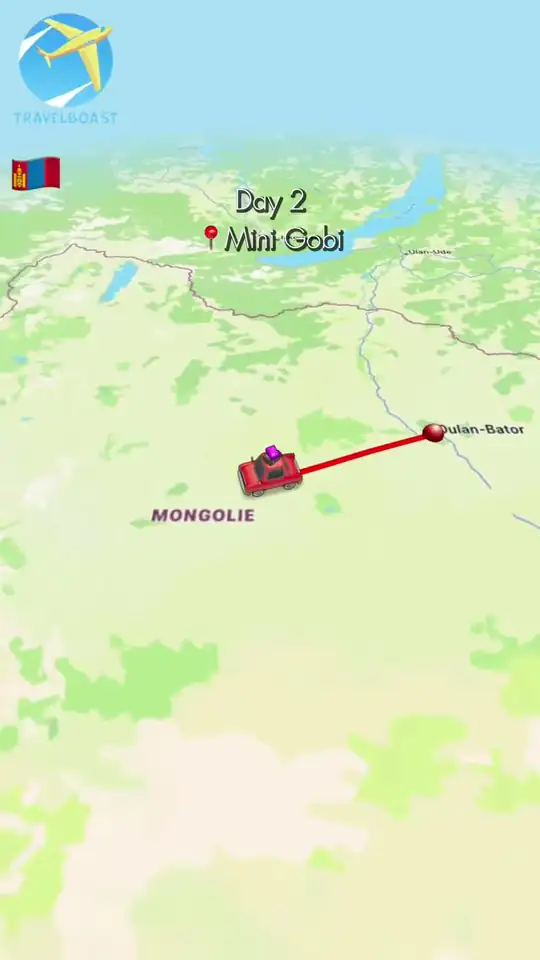 TRAVELBOAST
Day 2
📍Mini Gobi
Ulan-Ude
Oulan-Bator
MONGOLIE